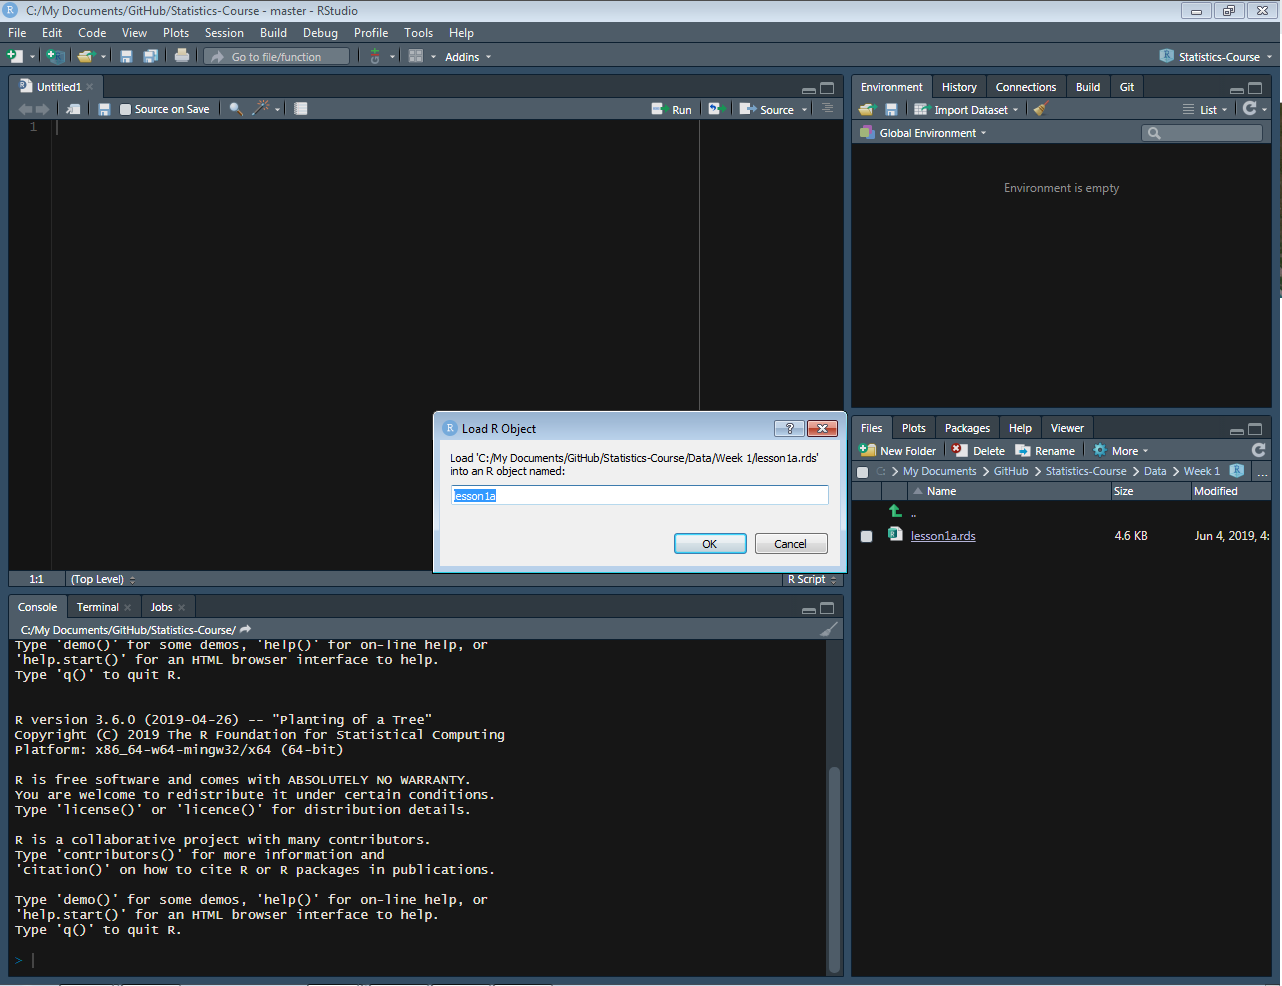 C:/My Documents/GitHub/Statistics-Course - master - RStudio
File Edit Code View Plots Session Build Debug Profile Tools Help
Go to file/function Addins Statistics-Course
Untitled1
Source on Save Run Source
1
1:1 (Top Level) R Script
Environment History Connections Build Git
Import Dataset List
Global Environment
Environment is empty
Load R Object
Load 'C:/My Documents/GitHub/Statistics-Course/Data/Week 1/lesson1a.rds'
into an R object named:
lesson1a
OK Cancel
Files Plots Packages Help Viewer
New Folder Delete Rename More
C: My Documents GitHub Statistics-Course Data Week 1 ...
Name Size Modified
..
lesson1a.rds 4.6 KB Jun 4, 2019, 4:
Console Terminal Jobs
C:/My Documents/GitHub/Statistics-Course/
Type 'demo()' for some demos, 'help()' for on-line help, or
'help.start()' for an HTML browser interface to help.
Type 'q()' to quit R.
R version 3.6.0 (2019-04-26) -- "Planting of a Tree"
Copyright (C) 2019 The R Foundation for Statistical Computing
Platform: x86_64-w64-mingw32/x64 (64-bit)
R is free software and comes with ABSOLUTELY NO WARRANTY.
You are welcome to redistribute it under certain conditions.
Type 'license()' or 'licence()' for distribution details.
R is a collaborative project with many contributors.
Type 'contributors()' for more information and
'citation()' on how to cite R or R packages in publications.
Type 'demo()' for some demos, 'help()' for on-line help, or
'help.start()' for an HTML browser interface to help.
Type 'q()' to quit R.
>